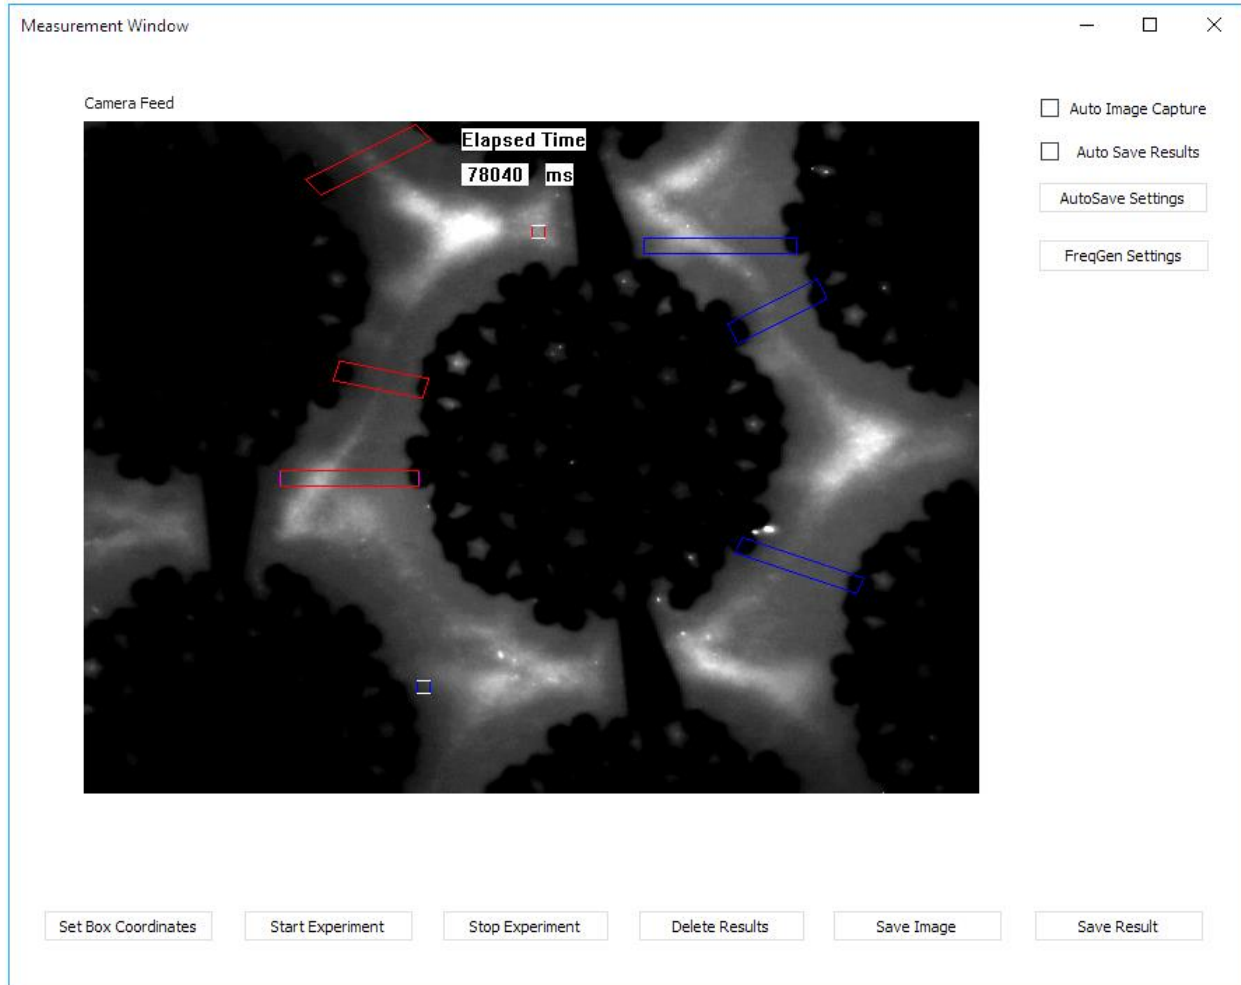 Measurement Window
Camera Feed
Elapsed Time
78040 ms
Auto Image Capture
Auto Save Results
AutoSave Settings
FreqGen Settings
Set Box Coordinates
Start Experiment
Stop Experiment
Delete Results
Save Image
Save Result